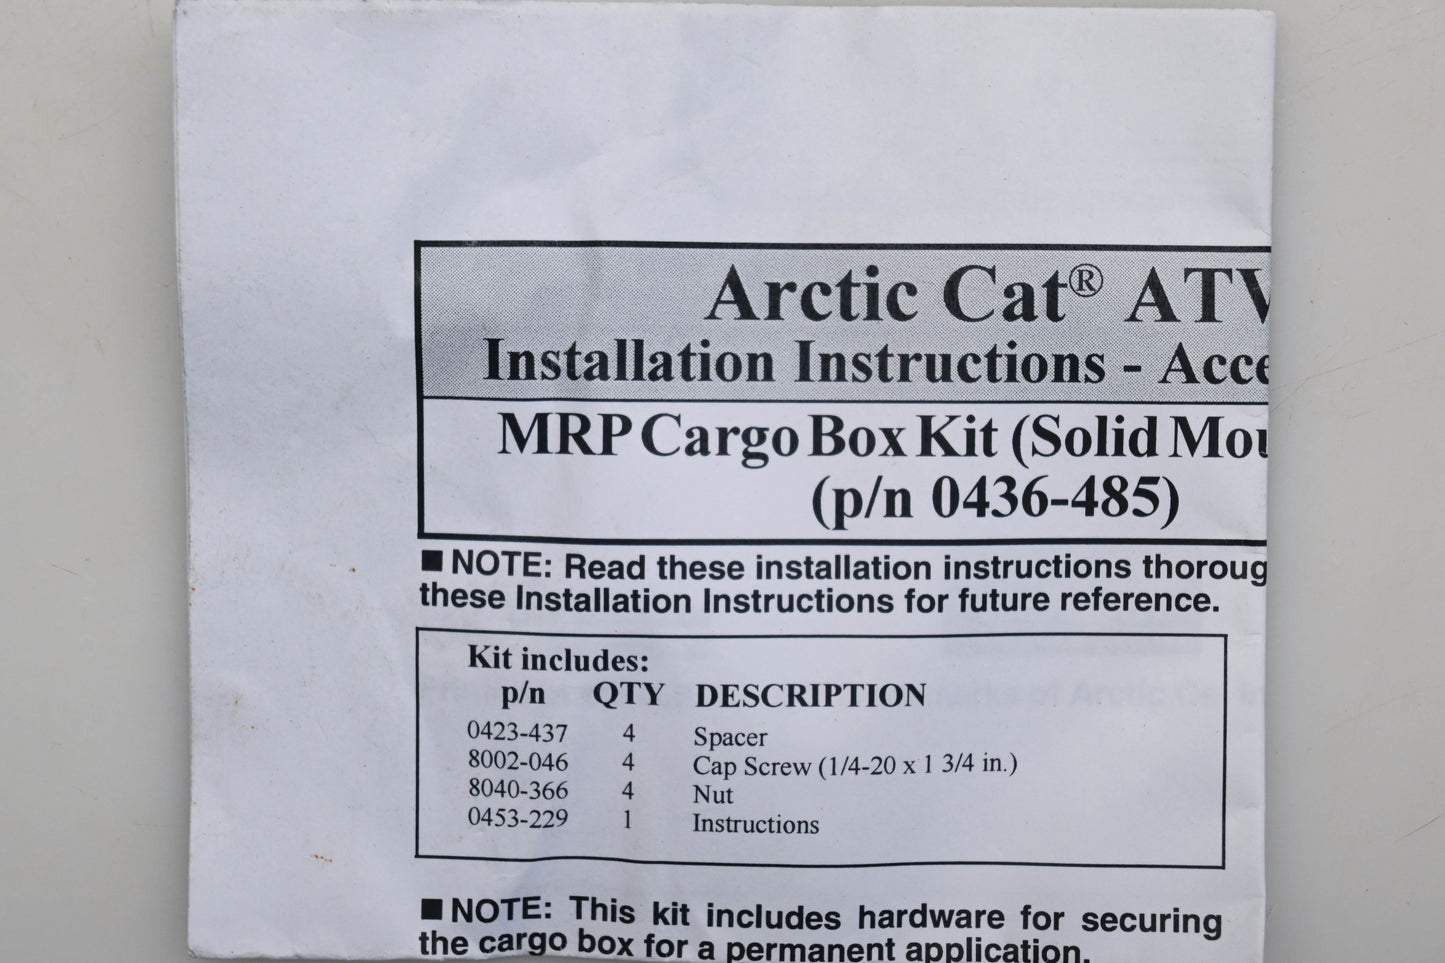 Arctic Cat® ATV
Installation Instructions - Acce
MRP Cargo Box Kit (Solid Mou
(p/n 0436-485)
■ NOTE: Read these installation instructions thoroug
these Installation Instructions for future reference.
Kit includes:
p/n QTY DESCRIPTION
0423-437 4 Spacer
8002-046 4 Cap Screw (1/4-20 x 1 3/4 in.)
8040-366 4 Nut
0453-229 1 Instructions
■ NOTE: This kit includes hardware for securing
the cargo box for a permanent application.